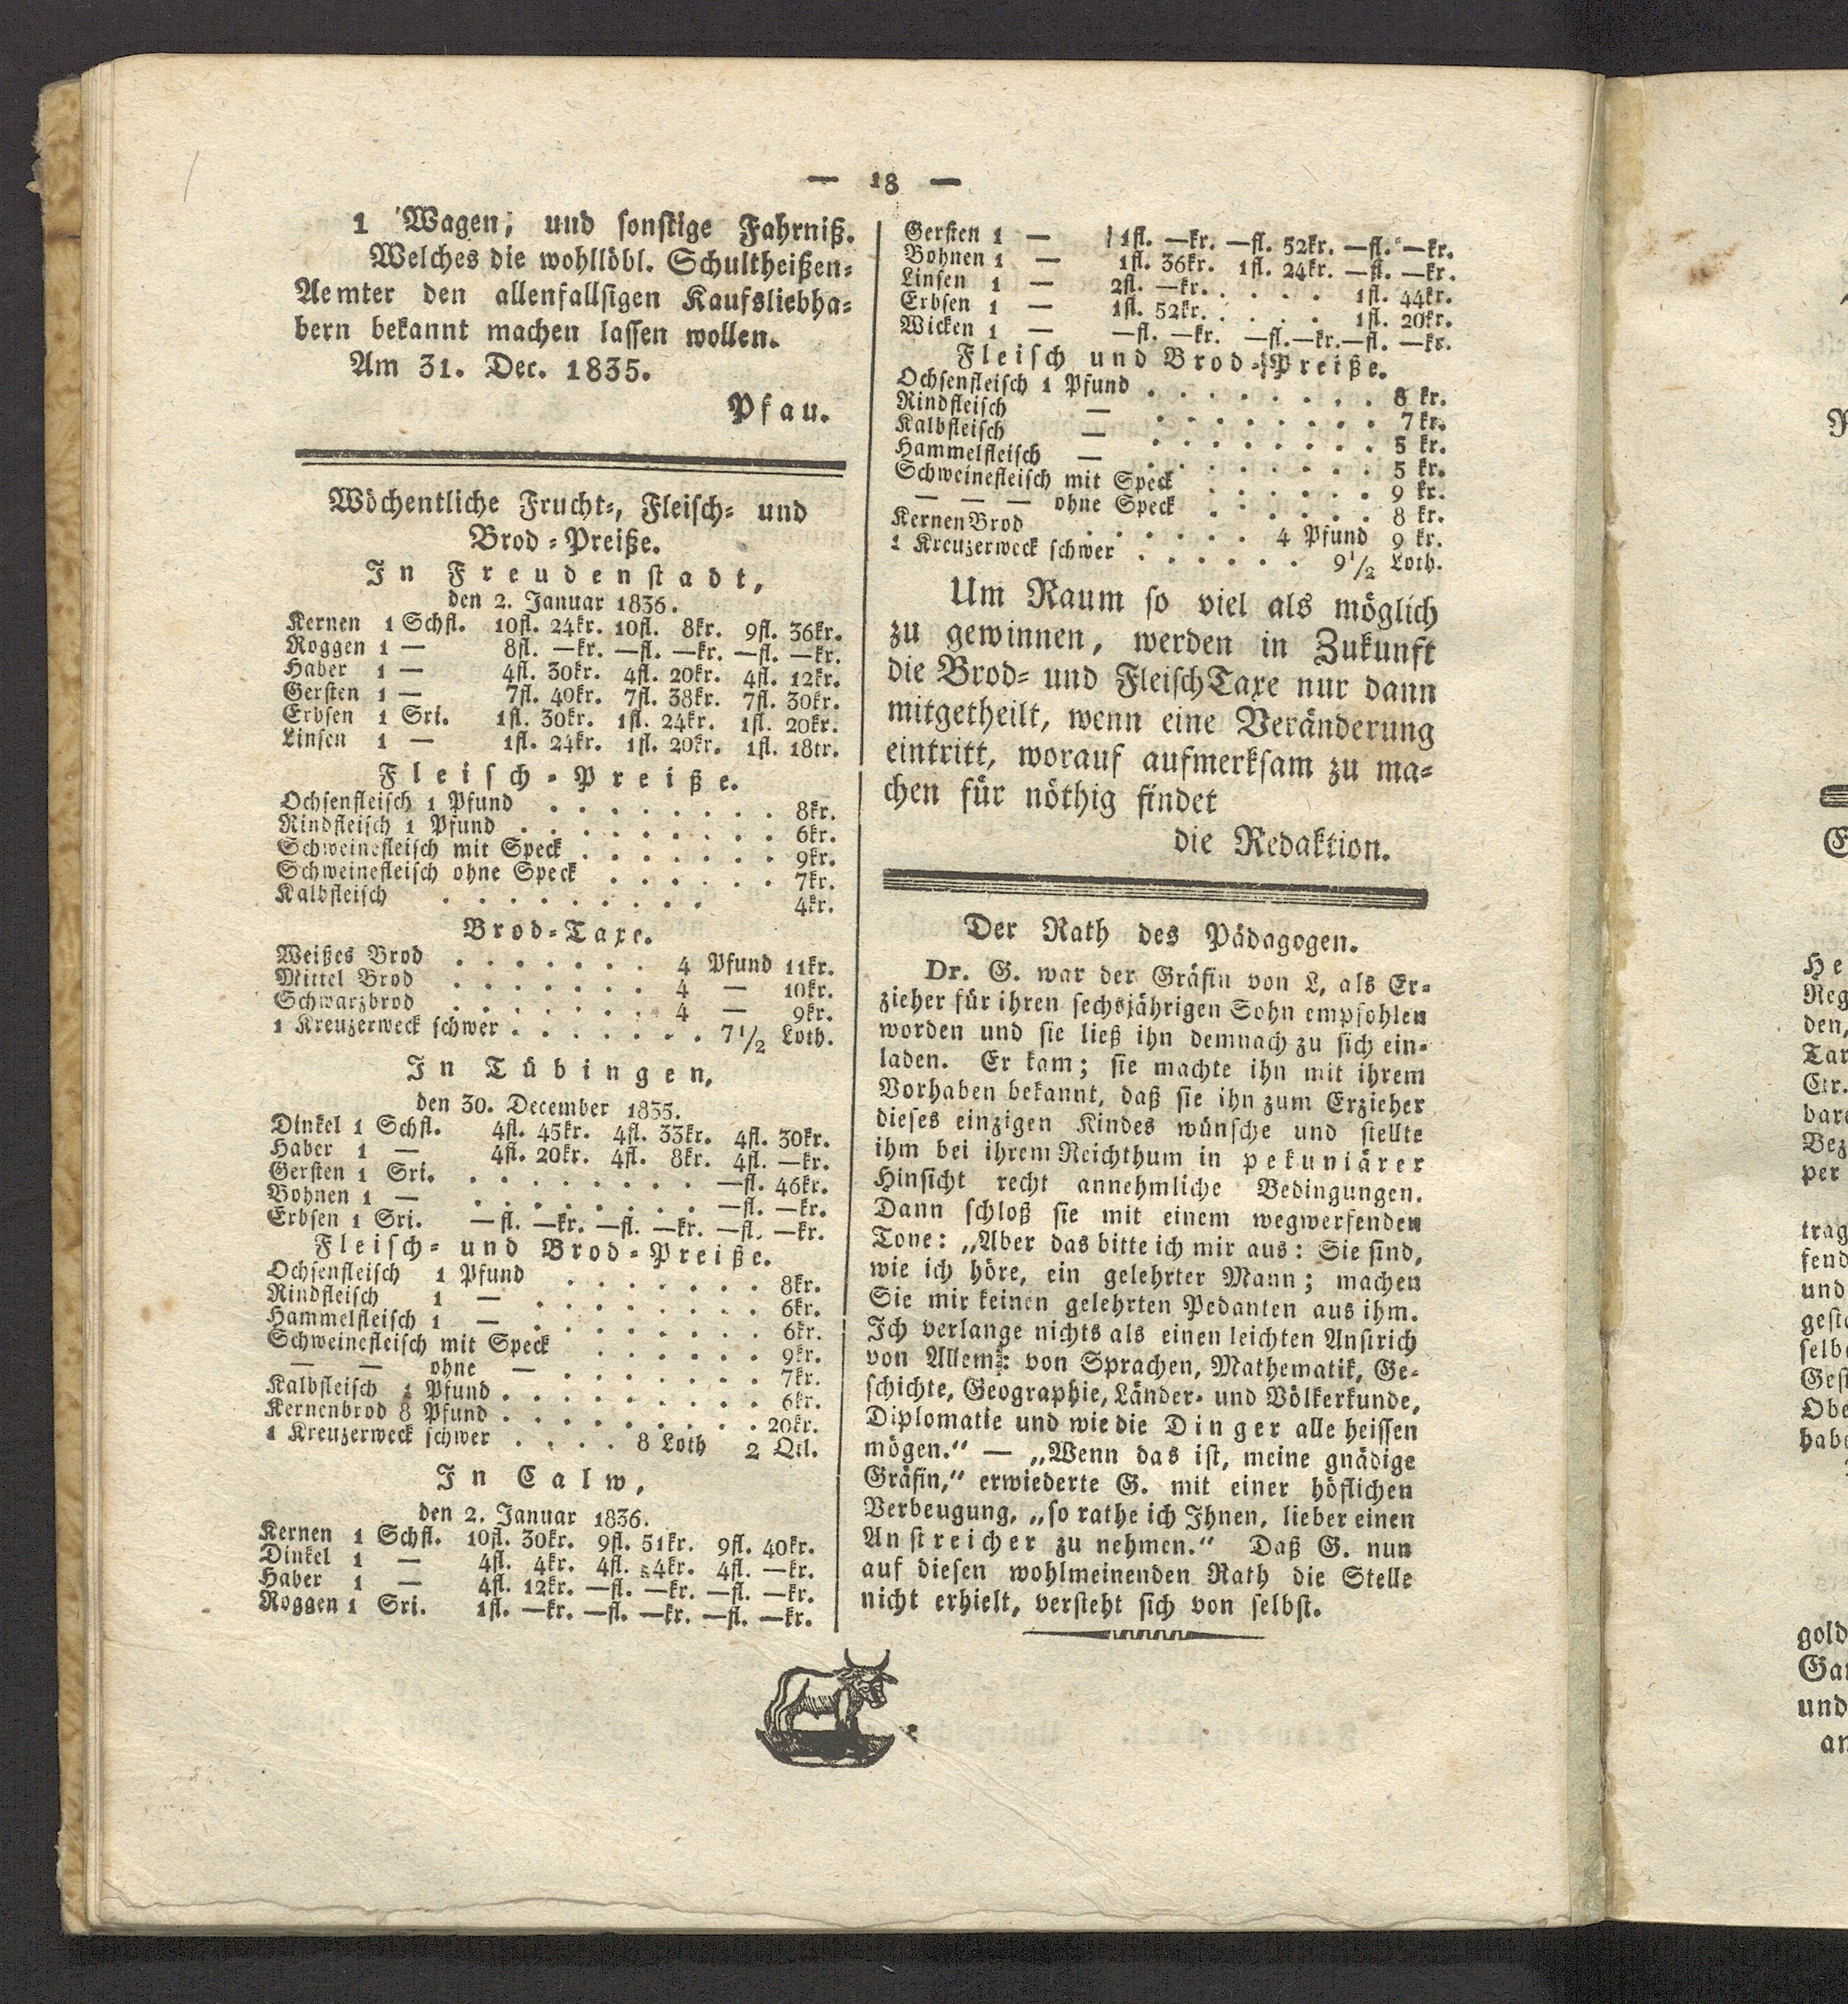 — 18 —
1 Wagen, und sonstige Fahrniß.
Welches die wohllöbl. Schultheißen-
Aemter den allenfallsigen Kaufsliebha-
bern bekannt machen lassen wollen.
Am 31. Dec. 1835.
Pfau.
Wöchentliche Frucht-, Fleisch- und
Brod-Preiße.
In Freudenstadt,
den 2. Januar 1836.
Kernen 1 Schfl. 10fl. 24kr. 10fl. 8kr. 9fl. 36kr.
Roggen 1 — 8fl. —kr. —fl. —kr. —fl. —kr.
Haber 1 — 4fl. 30kr. 4fl. 20kr. 4fl. 12kr.
Gersten 1 — 7fl. 40kr. 7fl. 38kr. 7fl. 30kr.
Erbsen 1 Sri. 1fl. 30kr. 1fl. 24kr. 1fl. 20kr.
Linsen 1 — 1fl. 24kr. 1fl. 20kr. 1fl. 18kr.
Fleisch-Preiße.
Ochsenfleisch 1 Pfund . . . . . . . . 8kr.
Rindfleisch 1 Pfund . . . . . . . . . 6kr.
Schweinefleisch mit Speck . . . . . . . 9kr.
Schweinefleisch ohne Speck . . . . . . 7kr.
Kalbfleisch . . . . . . . . . 4kr.
Brod-Taxe.
Weißes Brod . . . . . . . 4 Pfund 11kr.
Mittel Brod . . . . . . . 4 — 10kr.
Schwarzbrod . . . . . . . 4 — 9kr.
1 Kreuzerweck schwer . . . . . . . 7 1/2 Loth.
In Tübingen,
den 30. December 1835.
Dinkel 1 Schfl. 4fl. 45kr. 4fl. 33kr. 4fl. 30kr.
Haber 1 — 4fl. 20kr. 4fl. 8kr. 4fl. —kr.
Gersten 1 Sri. . . . . . . . . —fl. 46kr.
Bohnen 1 — . . . . . . . . —fl. —kr.
Erbsen 1 Sri. —fl. —kr. —fl. —kr. —fl. —kr.
Fleisch- und Brod-Preiße.
Ochsenfleisch 1 Pfund . . . . . . . 8kr.
Rindfleisch 1 — . . . . . . . . 6kr.
Hammelfleisch 1 — . . . . . . . . 6kr.
Schweinefleisch mit Speck . . . . . . 9kr.
— — ohne — . . . . . . . 7kr.
Kalbfleisch 1 Pfund . . . . . . . . . 6kr.
Kernenbrod 8 Pfund . . . . . . . . . 20kr.
1 Kreuzerweck schwer . . . . 8 Loth 2 Qtl.
In Calw,
den 2. Januar 1836.
Kernen 1 Schfl. 10fl. 30kr. 9fl. 51kr. 9fl. 40kr.
Dinkel 1 — 4fl. 4kr. 4fl. 4kr. 4fl. —kr.
Haber 1 — 4fl. 12kr. —fl. —kr. —fl. —kr.
Roggen 1 Sri. 1fl. —kr. —fl. —kr. —fl. —kr.
Gersten 1 — 1fl. —kr. —fl. 52kr. —fl. —kr.
Bohnen 1 — 1fl. 36kr. 1fl. 24kr. —fl. —kr.
Linsen 1 — 2fl. —kr. . . . . 1fl. 44kr.
Erbsen 1 — 1fl. 52kr. . . . . 1fl. 20kr.
Wicken 1 — —fl. —kr. —fl. —kr. —fl. —kr.
Fleisch und Brod-Preiße.
Ochsenfleisch 1 Pfund . . . . . . . . 8 kr.
Rindfleisch — . . . . . . . . 7 kr.
Kalbfleisch — . . . . . . . . 5 kr.
Hammelfleisch — . . . . . . . . 5 kr.
Schweinefleisch mit Speck . . . . . . 9 kr.
— — — ohne Speck . . . . . . 8 kr.
KernenBrod . . . . . . 4 Pfund 9 kr.
1 Kreuzerweck schwer . . . . . . 9 1/2 Loth.
Um Raum so viel als möglich
zu gewinnen, werden in Zukunft
die Brod- und FleischTaxe nur dann
mitgetheilt, wenn eine Veränderung
eintritt, worauf aufmerksam zu ma-
chen für nöthig findet
die Redaktion.
Der Rath des Pädagogen.
Dr. G. war der Gräfin von L, als Er-
zieher für ihren sechsjährigen Sohn empfohlen
worden und sie ließ ihn demnach zu sich ein-
laden. Er kam; sie machte ihn mit ihrem
Vorhaben bekannt, daß sie ihn zum Erzieher
dieses einzigen Kindes wünsche und stellte
ihm bei ihrem Reichthum in pekuniärer
Hinsicht recht annehmliche Bedingungen.
Dann schloß sie mit einem wegwerfenden
Tone: „Aber das bitte ich mir aus: Sie sind,
wie ich höre, ein gelehrter Mann; machen
Sie mir keinen gelehrten Pedanten aus ihm.
Ich verlange nichts als einen leichten Anstrich
von Allem: von Sprachen, Mathematik, Ge-
schichte, Geographie, Länder- und Völkerkunde,
Diplomatie und wie die Dinger alle heissen
mögen.“ — „Wenn das ist, meine gnädige
Gräfin,“ erwiederte G. mit einer höflichen
Verbeugung, „so rathe ich Ihnen, lieber einen
Anstreicher zu nehmen.“ Daß G. nun
auf diesen wohlmeinenden Rath die Stelle
nicht erhielt, versteht sich von selbst.
He
Reg
den,
Tar
Ctr.
bare
Bez
per
trag
fend
und
gesta
selb
Gest
Obe
habe
gold
Gar
und
an